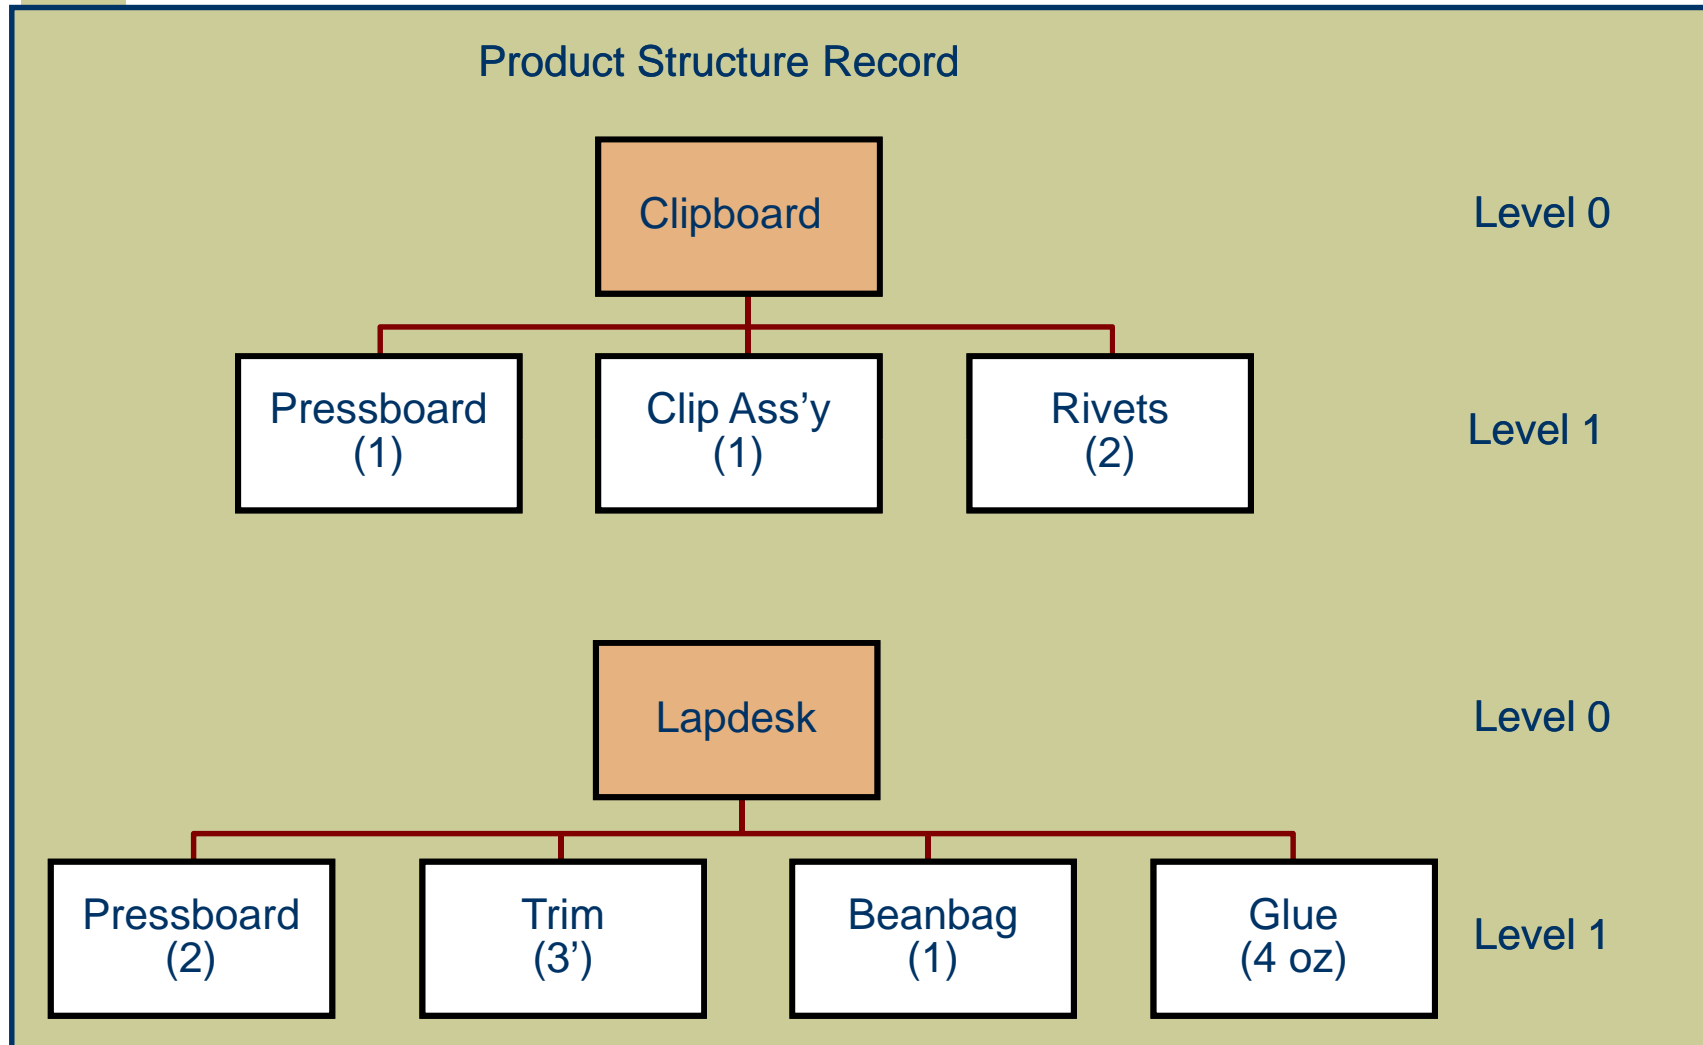 Product Structure Record
Clipboard
Level 0
Pressboard
(1)
Clip Ass’y
(1)
Rivets
(2)
Level 1
Lapdesk
Level 0
Pressboard
(2)
Trim
(3’)
Beanbag
(1)
Glue
(4 oz)
Level 1